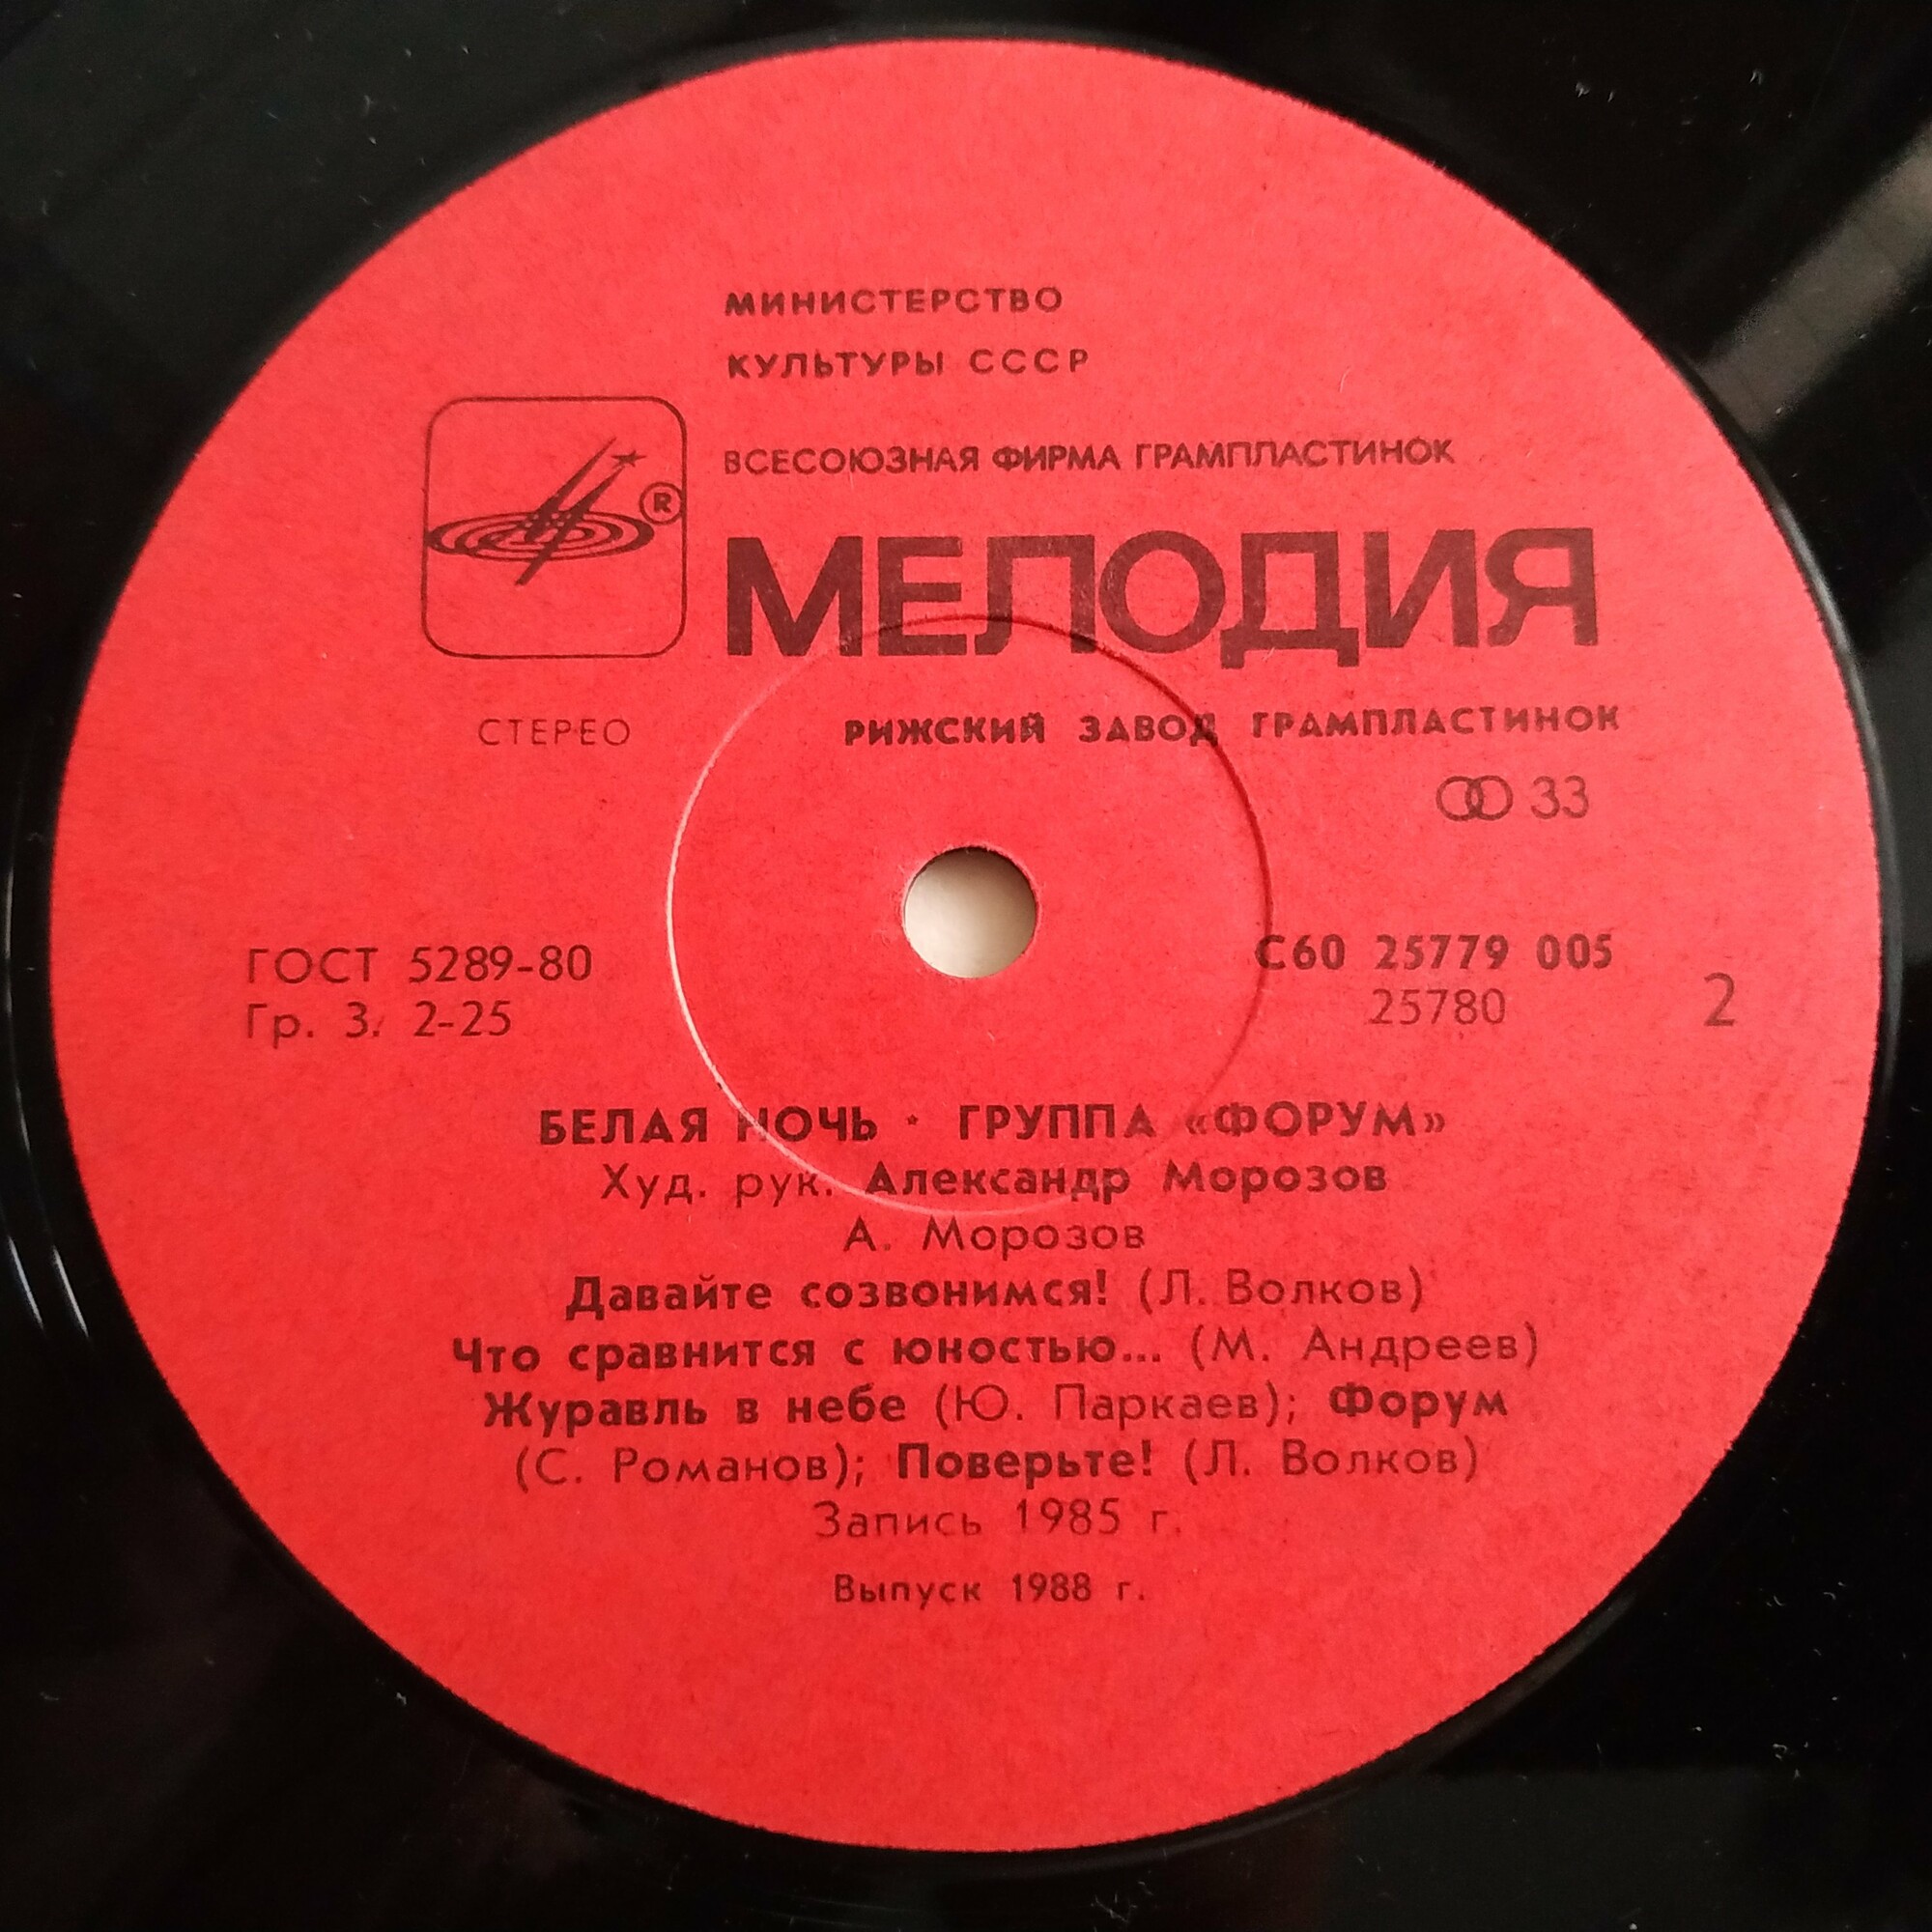 МИНИСТЕРСТВО
КУЛЬТУРЫ СССР
ВСЕСОЮЗНАЯ ФИРМА ГРАМПЛАСТИНОК
®
МЕЛОДИЯ
СТЕРЕО
РИЖСКИЙ ЗАВОД ГРАМПЛАСТИНОК
33
ГОСТ 5289-80
Гр. 3. 2-25
С60 25779 005
25780
2
БЕЛАЯ НОЧЬ * ГРУППА «ФОРУМ»
Худ. рук. Александр Морозов
А. Морозов
Давайте созвонимся! (Л. Волков)
Что сравнится с юностью... (М. Андреев)
Журавль в небе (Ю. Паркаев); Форум
(С. Романов); Поверьте! (Л. Волков)
Запись 1985 г.
Выпуск 1988 г.